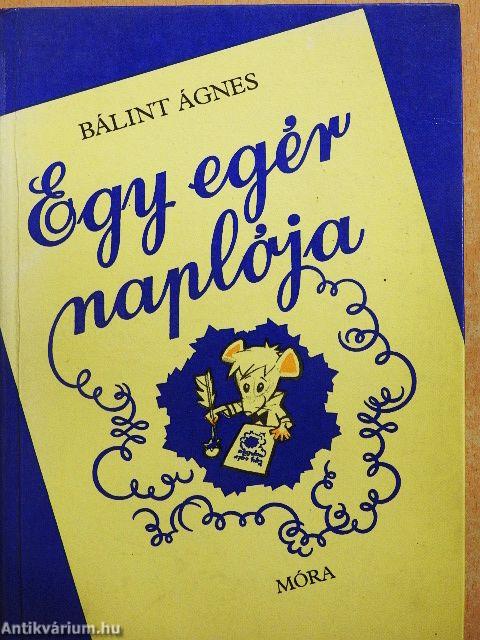 BÁLINT ÁGNES
Egy egér
naplója
MÓRA
Antikvárium.hu